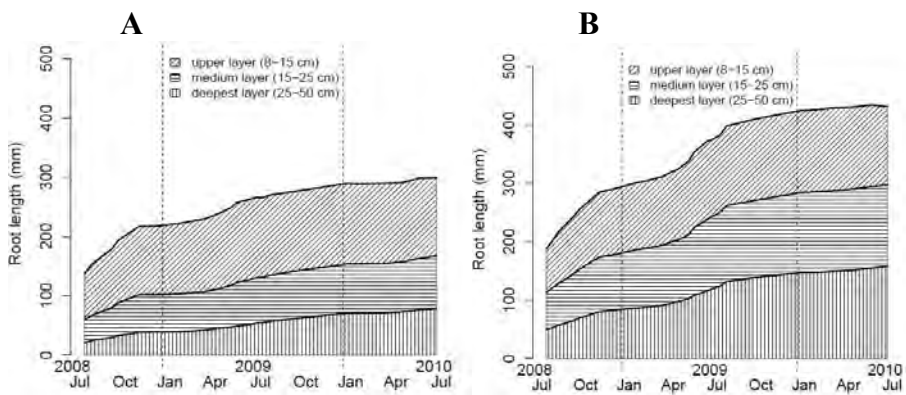 A
Root length (mm)
500
400
300
200
100
0
upper layer (8−15 cm)
medium layer (15−25 cm)
deepest layer (25−50 cm)
2008 2009 2010
Jul Oct Jan Apr Jul Oct Jan Apr Jul
B
Root length (mm)
500
400
300
200
100
0
upper layer (8−15 cm)
medium layer (15−25 cm)
deepest layer (25−50 cm)
2008 2009 2010
Jul Oct Jan Apr Jul Oct Jan Apr Jul